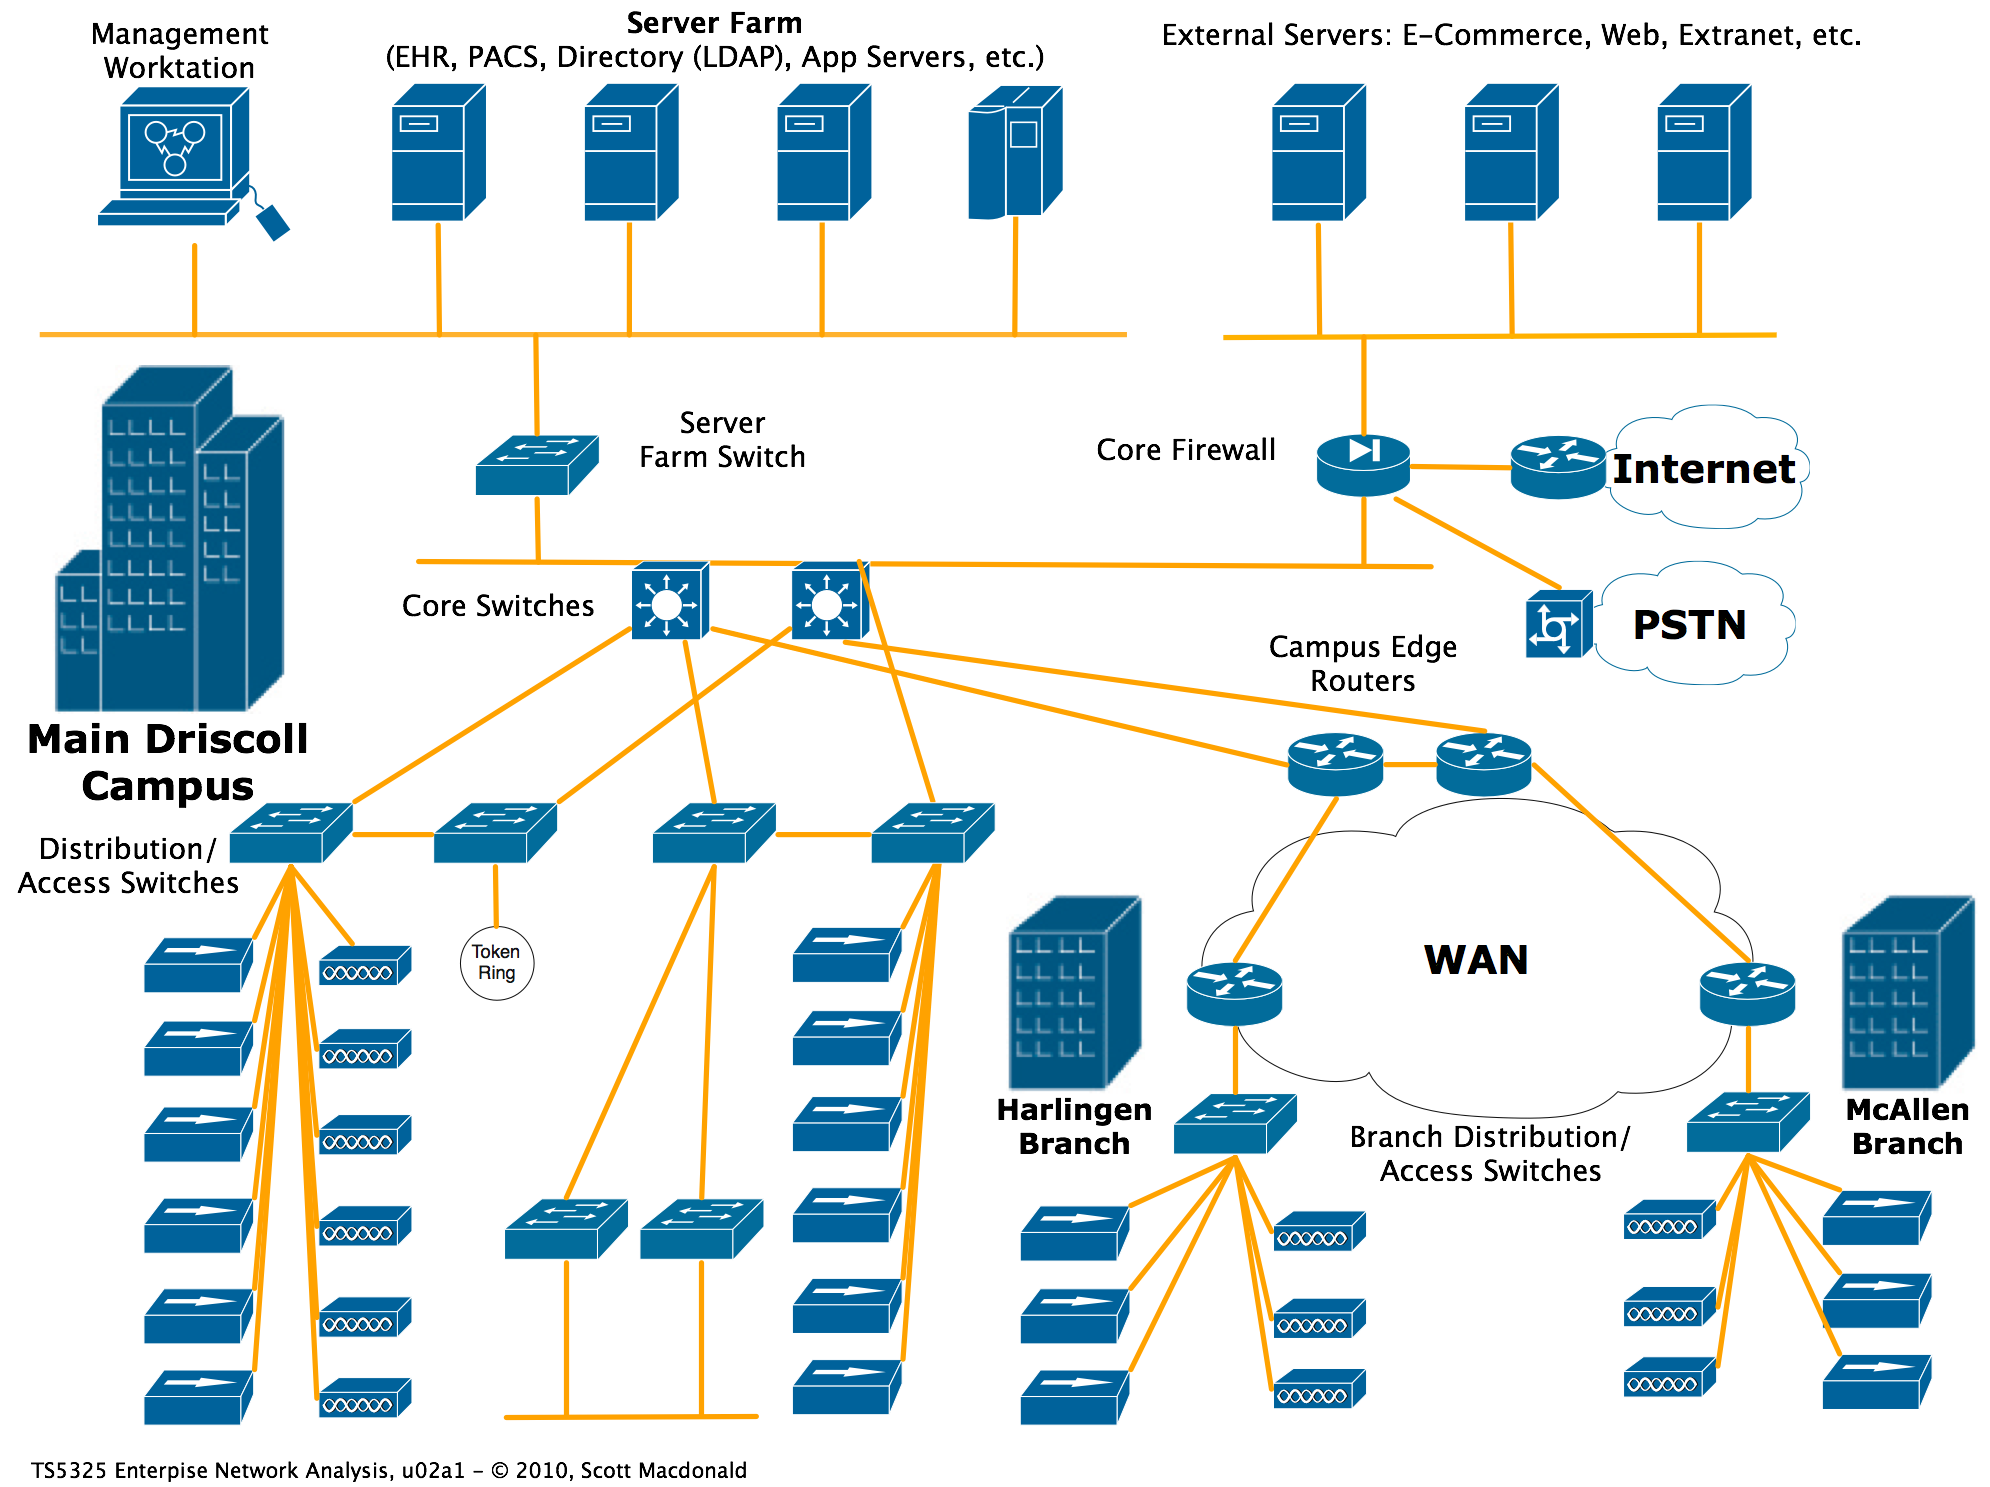 Management
Worktation
Server Farm
(EHR, PACS, Directory (LDAP), App Servers, etc.)
External Servers: E-Commerce, Web, Extranet, etc.
Server
Farm Switch
Core Firewall
Internet
Core Switches
PSTN
Campus Edge
Routers
Main Driscoll
Campus
Distribution/
Access Switches
Token
Ring
WAN
Harlingen
Branch
Branch Distribution/
Access Switches
McAllen
Branch
TS5325 Enterpise Network Analysis, u02a1 - © 2010, Scott Macdonald